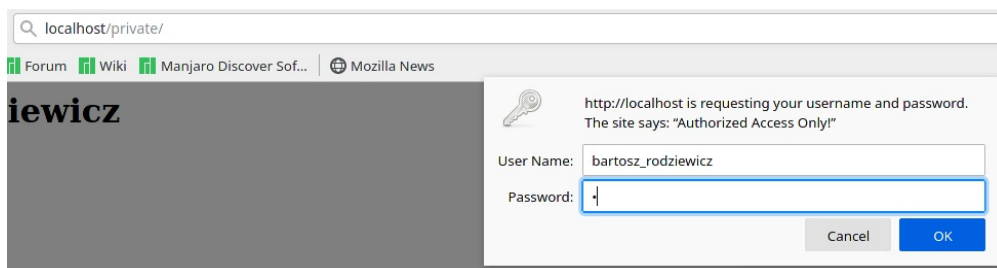 localhost/private/
Forum Wiki Manjaro Discover Sof... Mozilla News
iewicz
http://localhost is requesting your username and password.
The site says: “Authorized Access Only!”
User Name: bartosz_rodziewicz
Password: •
Cancel OK